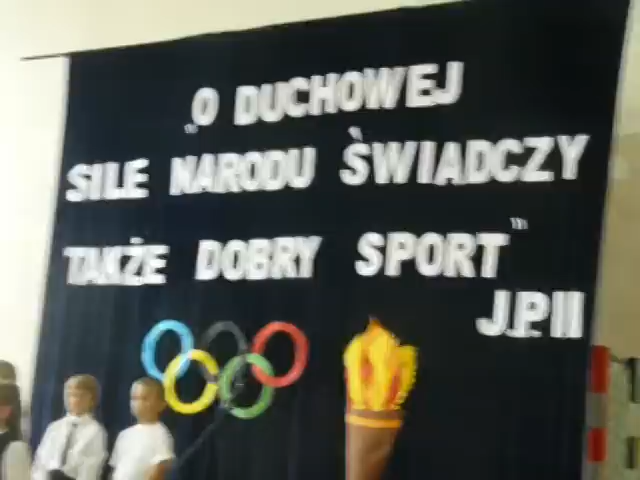 „O DUCHOWEJ
SILE NARODU ŚWIADCZY
TAKŻE DOBRY SPORT"
J.P.II